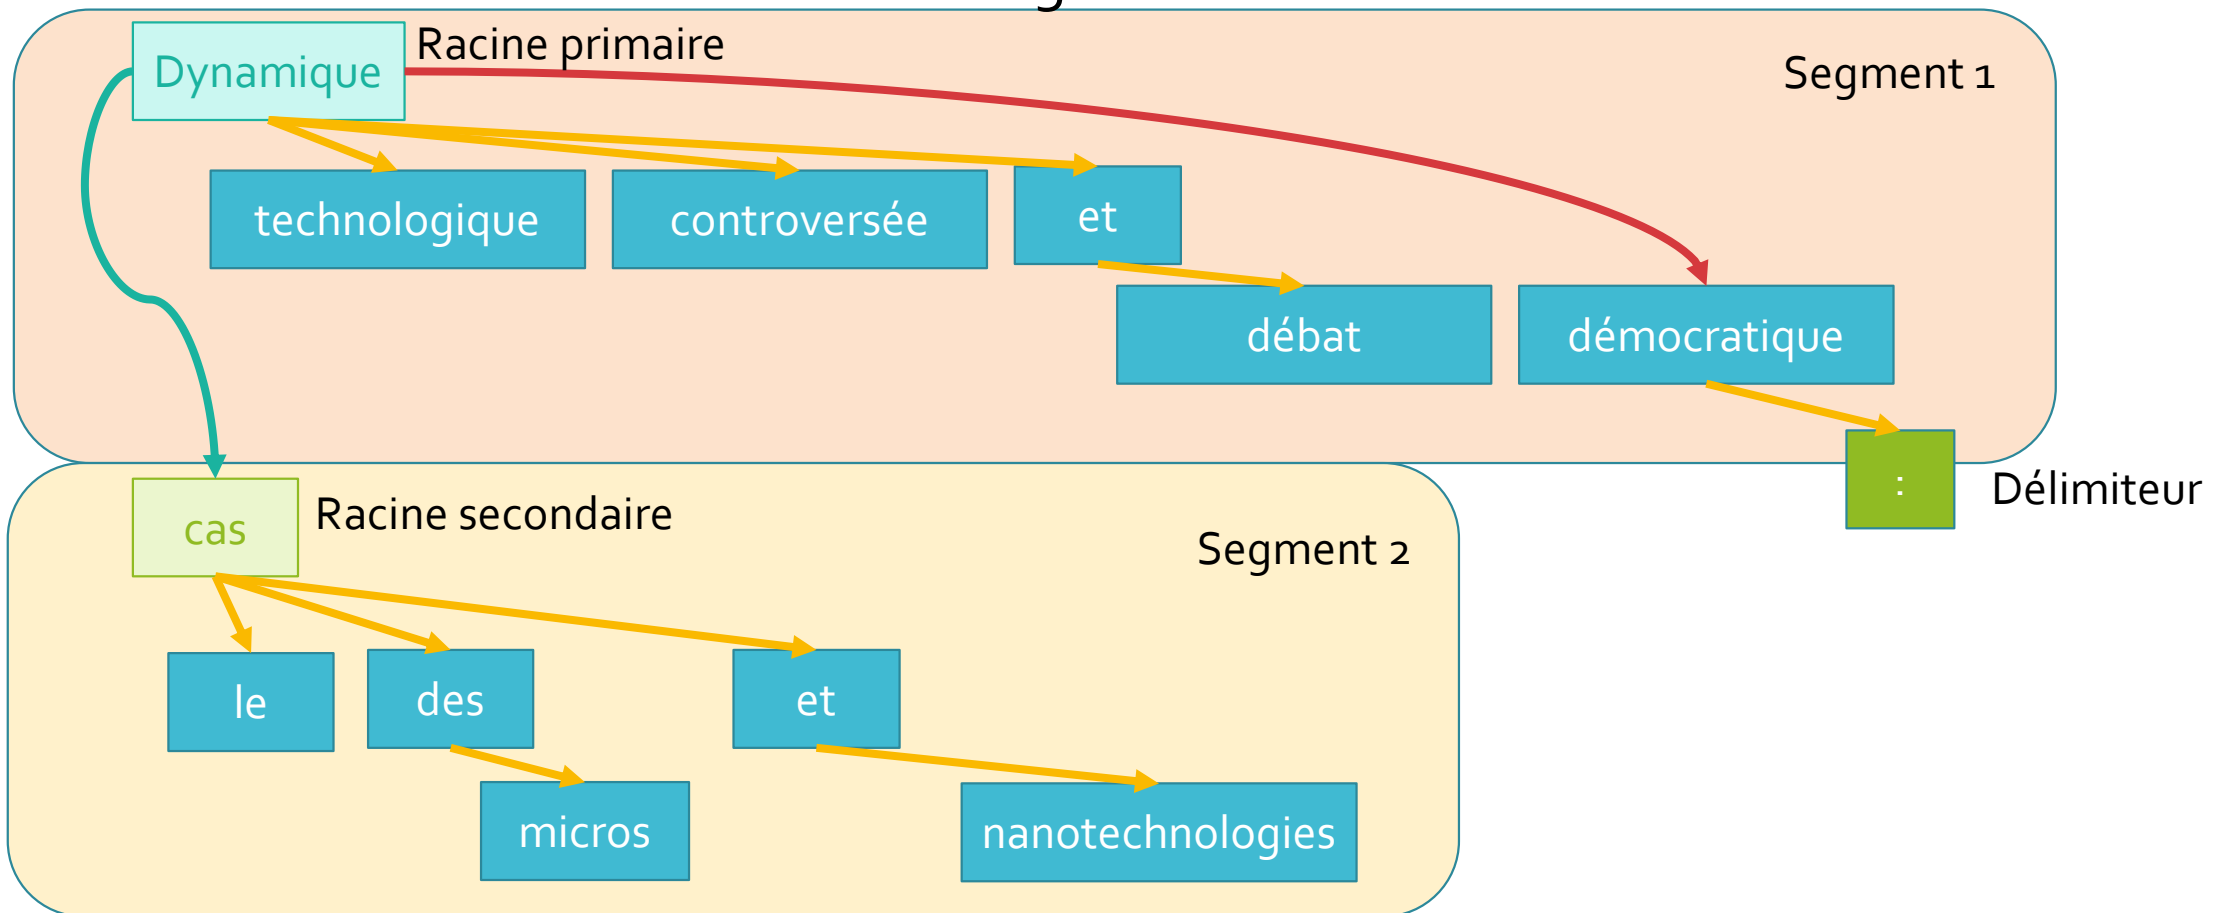 Racine primaire
Dynamique
Segment 1
technologique
controversée
et
débat
démocratique
:
Délimiteur
cas
Racine secondaire
Segment 2
le
des
et
micros
nanotechnologies